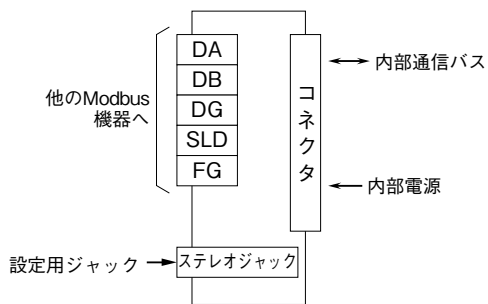 他のModbus
機器へ
DA
DB
DG
SLD
FG
コネクタ
内部通信バス
内部電源
設定用ジャック
ステレオジャック